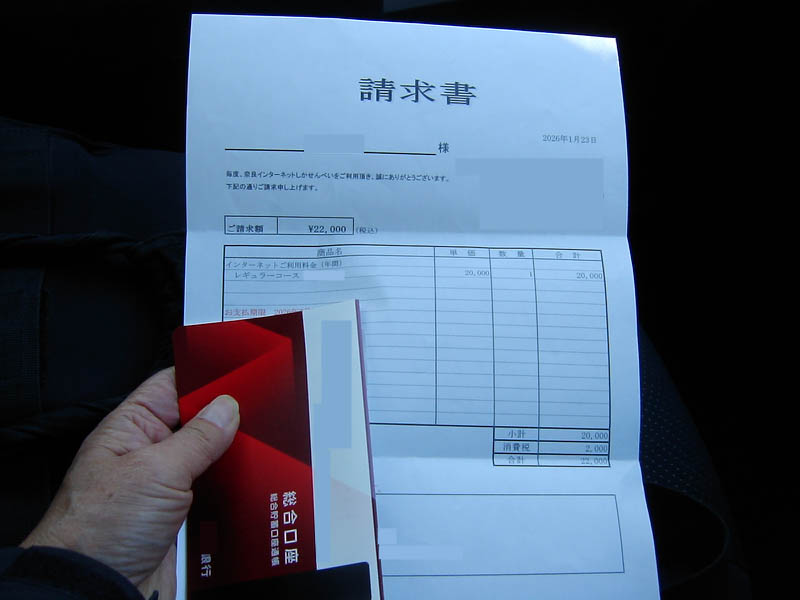 請求書
様
2026年1月23日
毎度、奈良インターネットしかせんべいをご利用頂き、誠にありがとうございます。
下記の通りご請求申し上げます。
ご請求額 ¥22,000 (税込)
商品名 単価 数量 合計
インターネットご利用料金（年間）
レギュラーコース 20,000 1 20,000
お支払期限 2026年
小計 20,000
消費税 2,000
合計 22,000
総合口座
総合貯蓄口座通帳
銀行